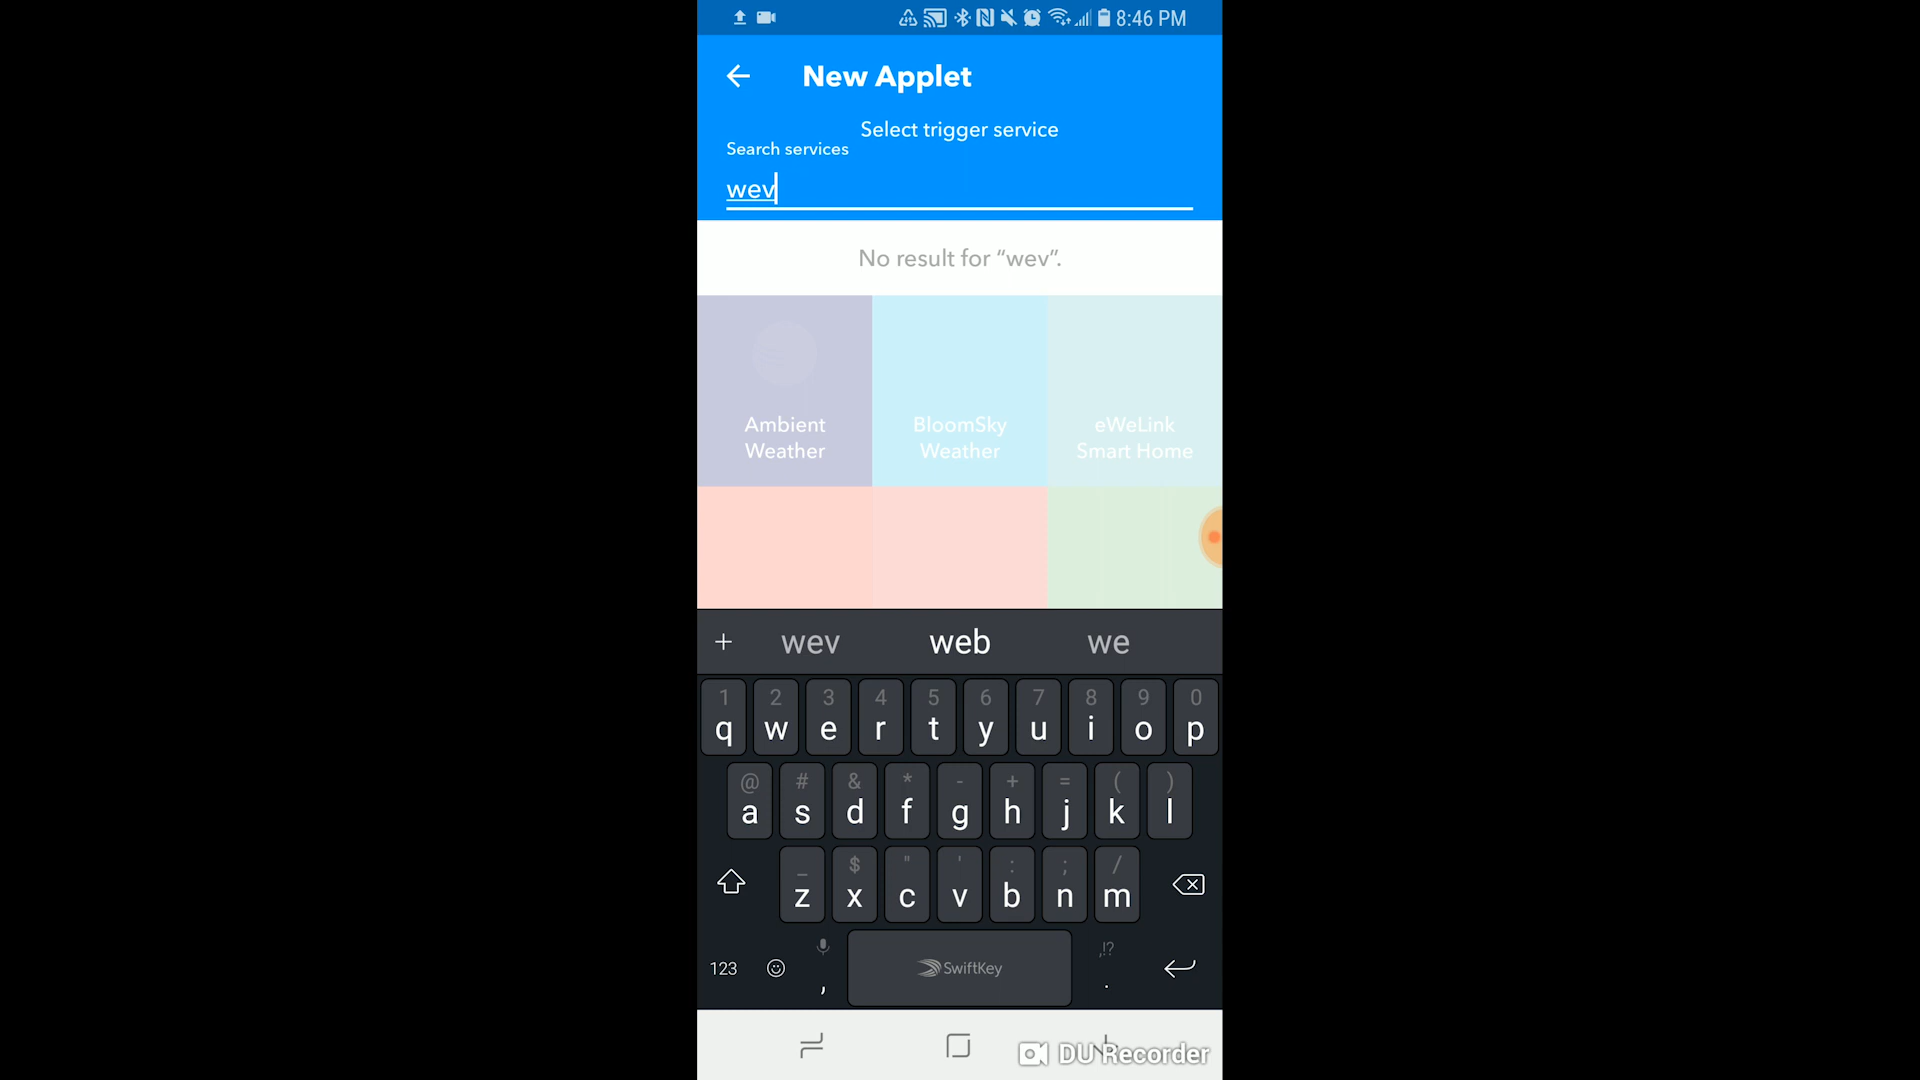 8:46 PM
New Applet
Select trigger service
Search services
wev
No result for “wev”.
Ambient
Weather
BloomSky
Weather
eWeLink
Smart Home
+ wev web we
1 2 3 4 5 6 7 8 9 0
q w e r t y u i o p
@ # & * - + = ( )
a s d f g h j k l
_ $ " ' : ; /
z x c v b n m
123 , SwiftKey ,!? .
DU Recorder